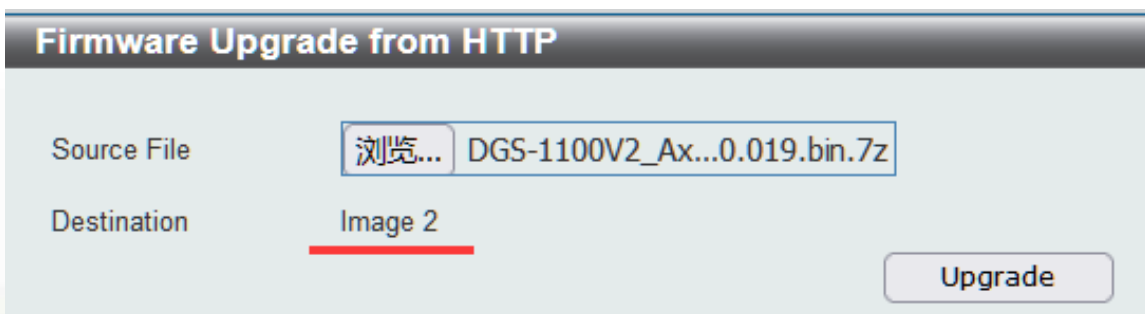 Firmware Upgrade from HTTP
Source File 浏览... DGS-1100V2_Ax...0.019.bin.7z
Destination Image 2
Upgrade